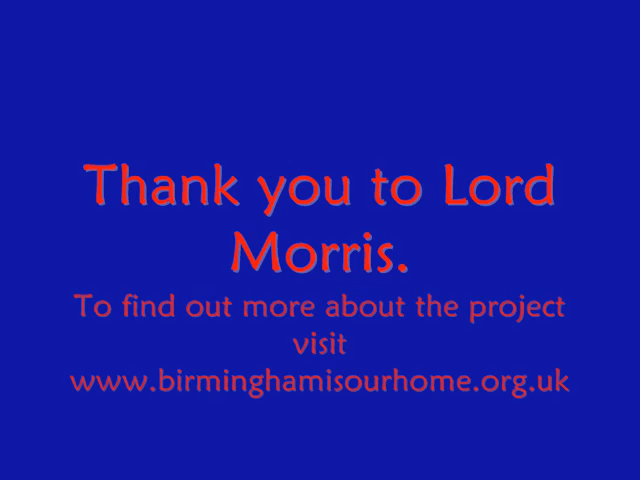 Thank you to Lord
Morris.
To find out more about the project
visit
www.birminghamisourhome.org.uk